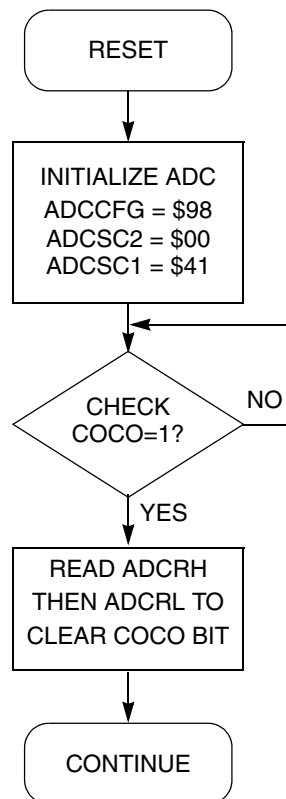 RESET
INITIALIZE ADC
ADCCFG = $98
ADCSC2 = $00
ADCSC1 = $41
CHECK
COCO=1?
NO
YES
READ ADCRH
THEN ADCRL TO
CLEAR COCO BIT
CONTINUE